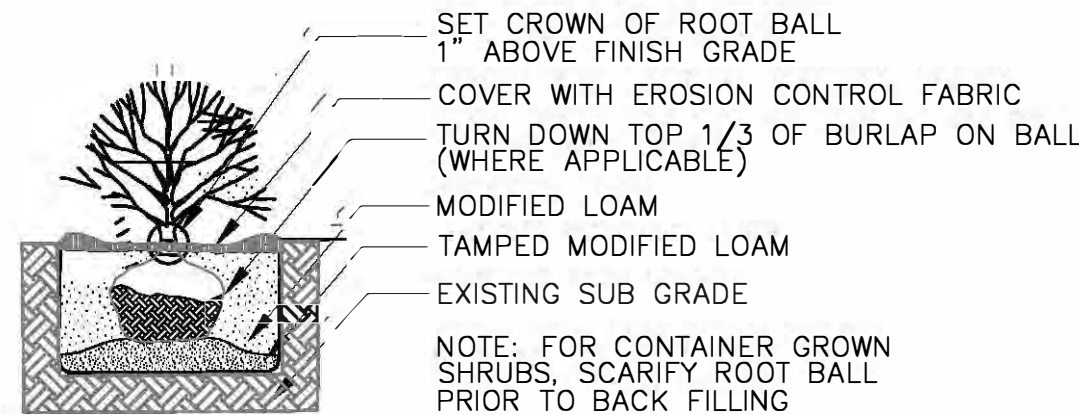 SET CROWN OF ROOT BALL
1" ABOVE FINISH GRADE
COVER WITH EROSION CONTROL FABRIC
TURN DOWN TOP 1/3 OF BURLAP ON BALL
(WHERE APPLICABLE)
MODIFIED LOAM
TAMPED MODIFIED LOAM
EXISTING SUB GRADE
NOTE: FOR CONTAINER GROWN
SHRUBS, SCARIFY ROOT BALL
PRIOR TO BACK FILLING